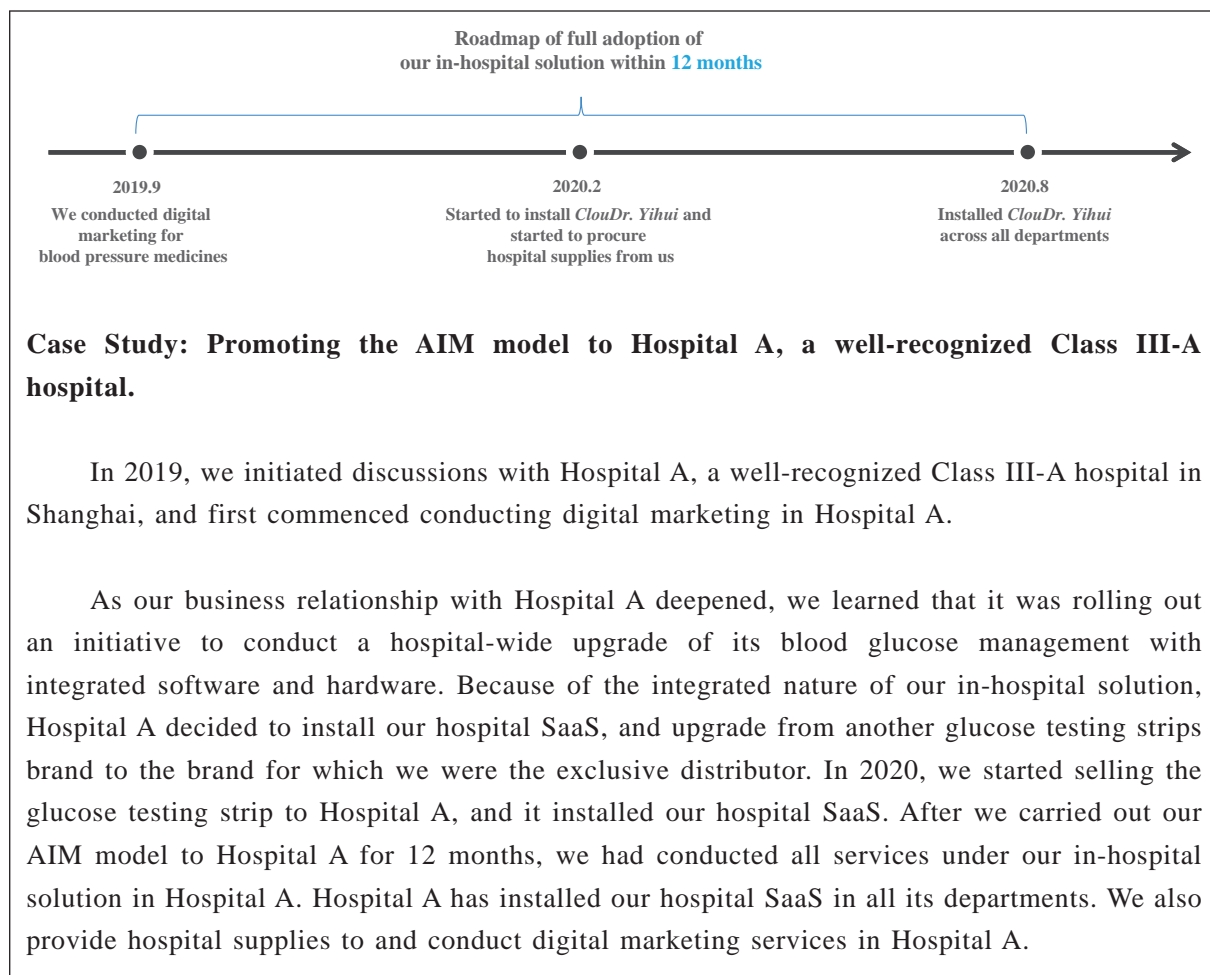 Roadmap of full adoption of
our in-hospital solution within 12 months
2019.9
We conducted digital
marketing for
blood pressure medicines
2020.2
Started to install ClouDr. Yihui and
started to procure
hospital supplies from us
2020.8
Installed ClouDr. Yihui
across all departments
Case Study: Promoting the AIM model to Hospital A, a well-recognized Class III-A
hospital.
In 2019, we initiated discussions with Hospital A, a well-recognized Class III-A hospital in
Shanghai, and first commenced conducting digital marketing in Hospital A.
As our business relationship with Hospital A deepened, we learned that it was rolling out
an initiative to conduct a hospital-wide upgrade of its blood glucose management with
integrated software and hardware. Because of the integrated nature of our in-hospital solution,
Hospital A decided to install our hospital SaaS, and upgrade from another glucose testing strips
brand to the brand for which we were the exclusive distributor. In 2020, we started selling the
glucose testing strip to Hospital A, and it installed our hospital SaaS. After we carried out our
AIM model to Hospital A for 12 months, we had conducted all services under our in-hospital
solution in Hospital A. Hospital A has installed our hospital SaaS in all its departments. We also
provide hospital supplies to and conduct digital marketing services in Hospital A.